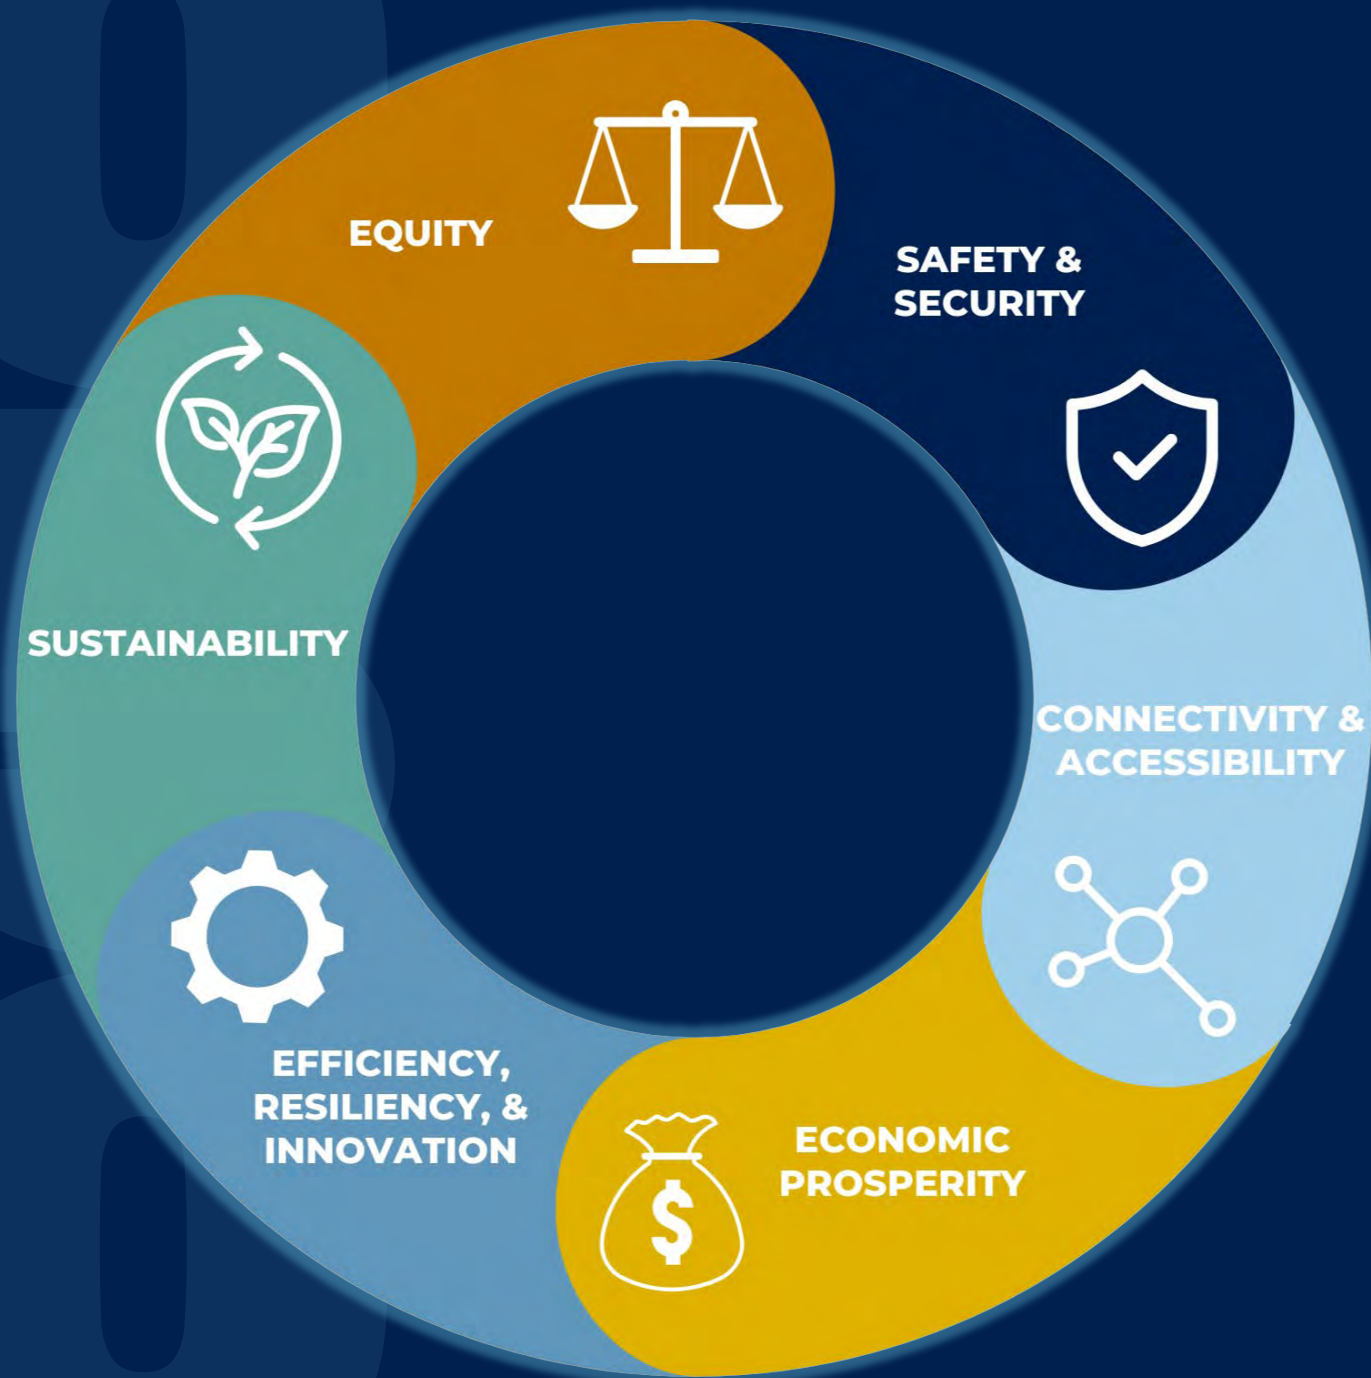 EQUITY
SAFETY &
SECURITY
CONNECTIVITY &
ACCESSIBILITY
ECONOMIC
PROSPERITY
$
EFFICIENCY,
RESILIENCY, &
INNOVATION
SUSTAINABILITY